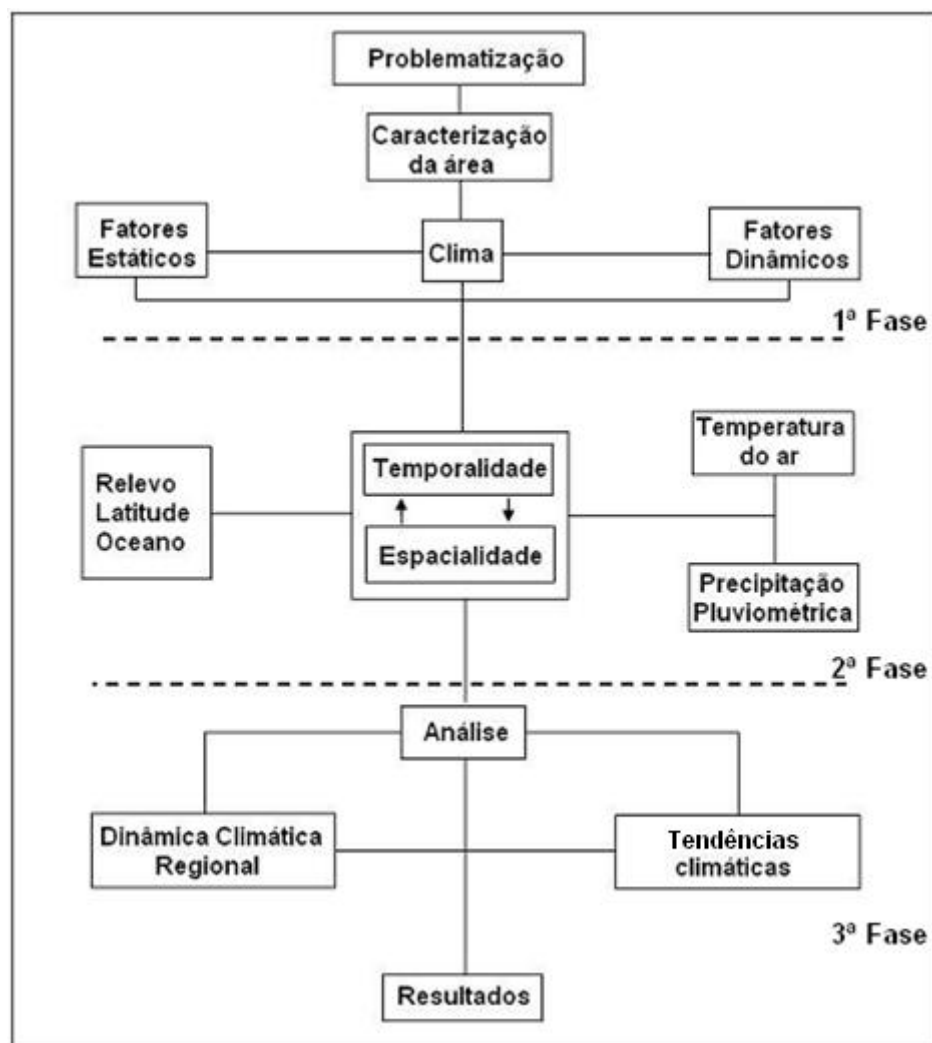 Problematização
Caracterização
da área
Fatores
Estáticos
Clima
Fatores
Dinâmicos
1ª Fase
Temporalidade
Espacialidade
Relevo
Latitude
Oceano
Temperatura
do ar
Precipitação
Pluviométrica
2ª Fase
Análise
Dinâmica Climática
Regional
Tendências
climáticas
3ª Fase
Resultados